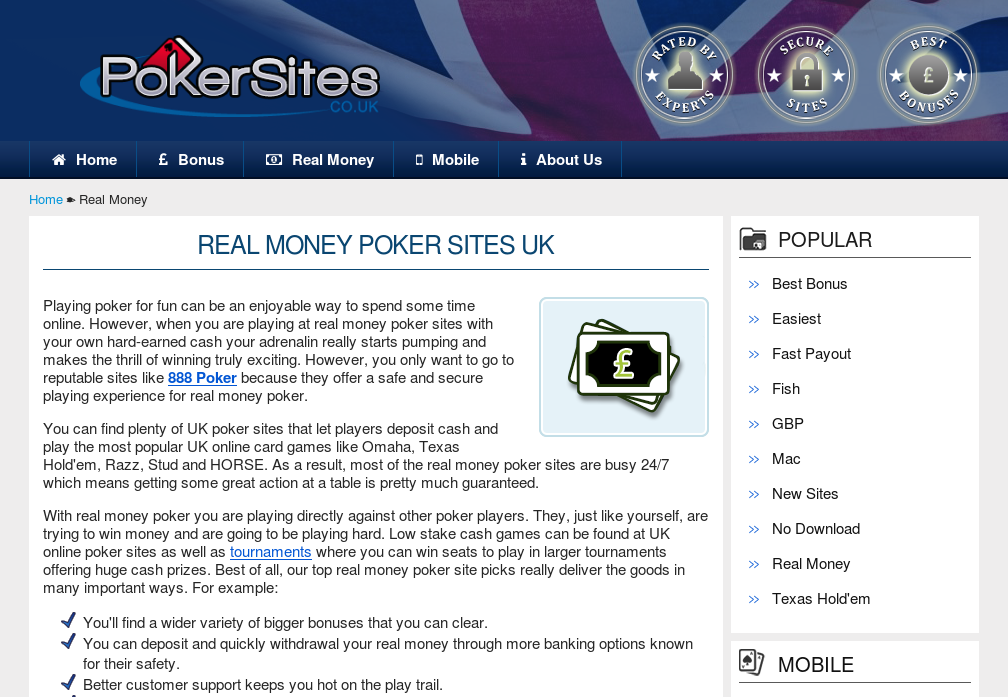 PokerSites
.CO.UK
RATED BY
EXPERTS
SECURE
SITES
BEST
£
BONUSES
Home
£ Bonus
Real Money
Mobile
About Us
Home Real Money
REAL MONEY POKER SITES UK
Playing poker for fun can be an enjoyable way to spend some time
online. However, when you are playing at real money poker sites with
your own hard-earned cash your adrenalin really starts pumping and
makes the thrill of winning truly exciting. However, you only want to go to
reputable sites like 888 Poker because they offer a safe and secure
playing experience for real money poker.
£
You can find plenty of UK poker sites that let players deposit cash and
play the most popular UK online card games like Omaha, Texas
Hold'em, Razz, Stud and HORSE. As a result, most of the real money poker sites are busy 24/7
which means getting some great action at a table is pretty much guaranteed.
With real money poker you are playing directly against other poker players. They, just like yourself, are
trying to win money and are going to be playing hard. Low stake cash games can be found at UK
online poker sites as well as tournaments where you can win seats to play in larger tournaments
offering huge cash prizes. Best of all, our top real money poker site picks really deliver the goods in
many important ways. For example:
You'll find a wider variety of bigger bonuses that you can clear.
You can deposit and quickly withdrawal your real money through more banking options known
for their safety.
Better customer support keeps you hot on the play trail.
POPULAR
Best Bonus
Easiest
Fast Payout
Fish
GBP
Mac
New Sites
No Download
Real Money
Texas Hold'em
MOBILE